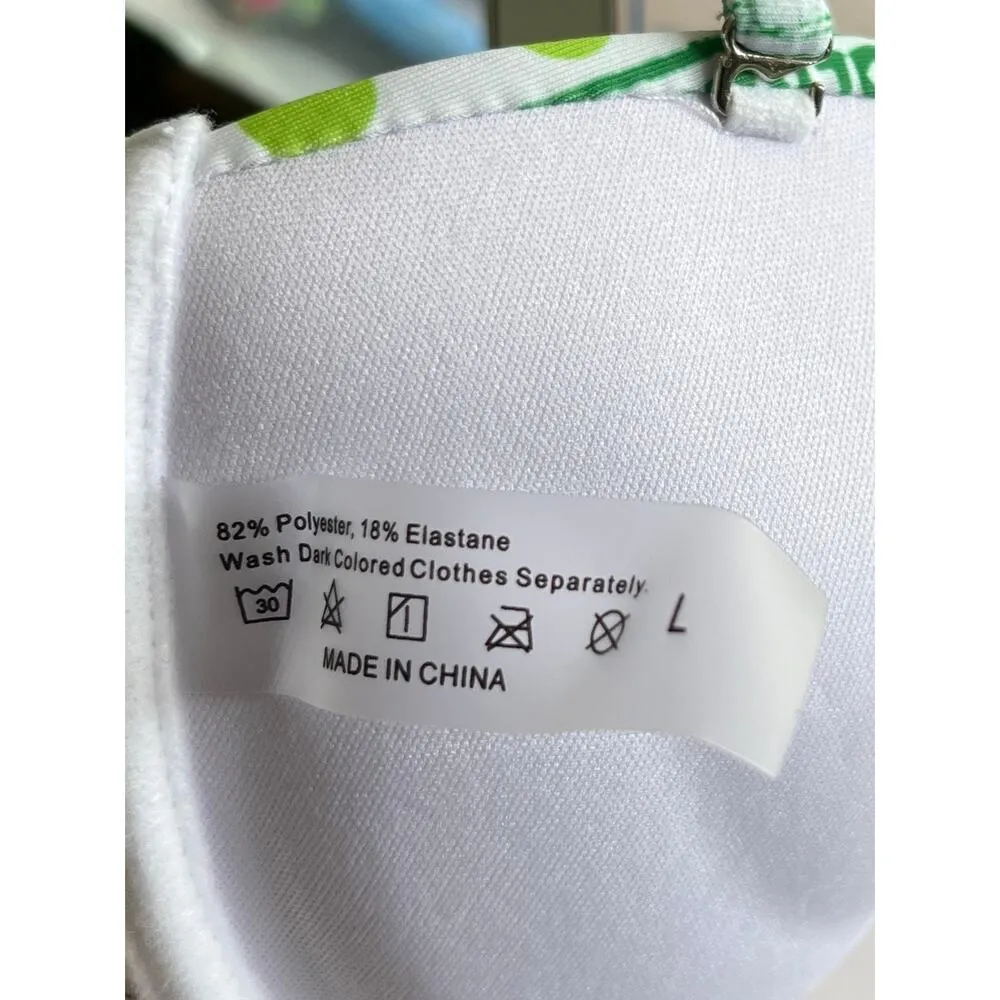 82% Polyester, 18% Elastane
Wash Dark Colored Clothes Separately.
30 L
MADE IN CHINA